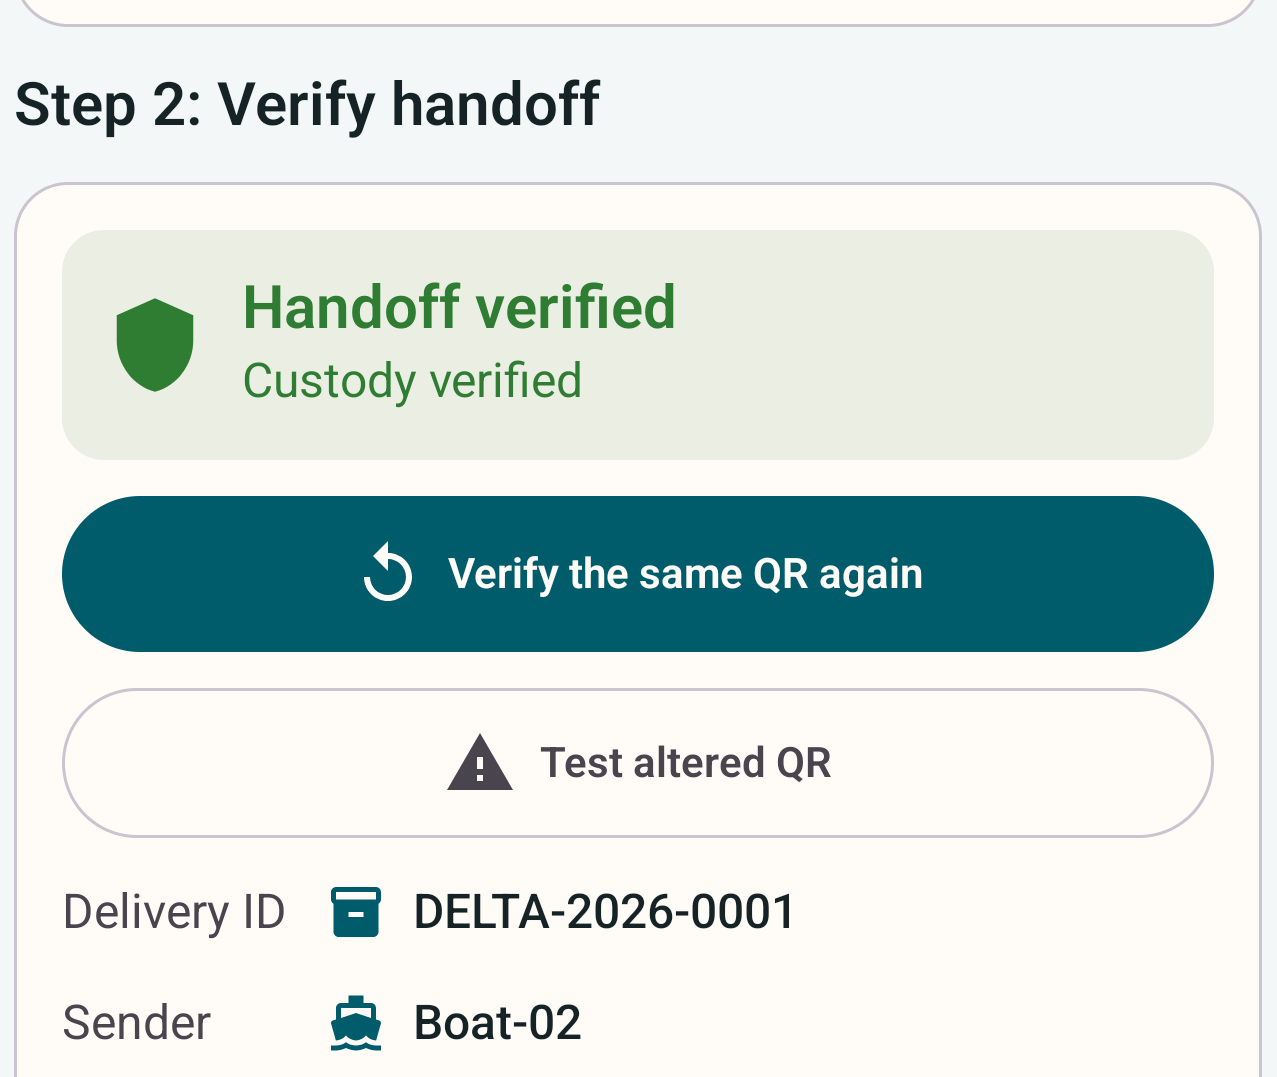 Step 2: Verify handoff
Handoff verified
Custody verified
Verify the same QR again
Test altered QR
Delivery ID DELTA-2026-0001
Sender Boat-02